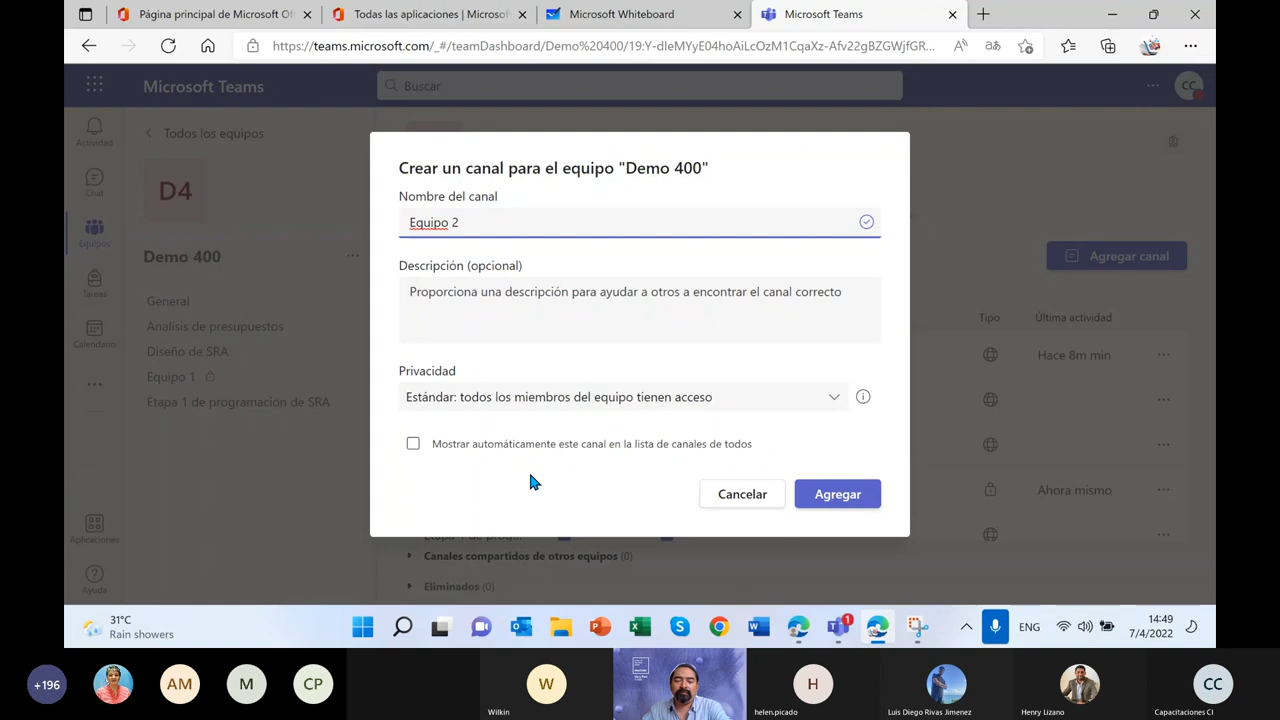 Página principal de Microsoft Of
Todas las aplicaciones | Microsof
Microsoft Whiteboard
Microsoft Teams
https://teams.microsoft.com/_#/teamDashboard/Demo%20400/19:Y-dIeMYyE04hoAiLcOzM1CqaXz-Afv22gBZGWjfGR...
Microsoft Teams
Buscar
CC
Actividad
Chat
Equipos
Tareas
Calendario
Aplicaciones
Ayuda
Todos los equipos
D4
Demo 400
General
Analisis de presupuestos
Diseño de SRA
Equipo 1
Etapa 1 de programacion de SRA
Crear un canal para el equipo "Demo 400"
Nombre del canal
Equipo 2
Descripción (opcional)
Proporciona una descripción para ayudar a otros a encontrar el canal correcto
Privacidad
Estándar: todos los miembros del equipo tienen acceso
Mostrar automáticamente este canal en la lista de canales de todos
Cancelar
Agregar
Agregar canal
Tipo
Última actividad
Hace 8m min
Ahora mismo
Canales compartidos de otros equipos (0)
Eliminados (0)
31°C
Rain showers
1
ENG
14:49
7/4/2022
+196
AM
M
CP
W
Wilkin
H
helen.picado
Luis Diego Rivas Jimenez
Henry Lizano
CC
Capacitaciones CI